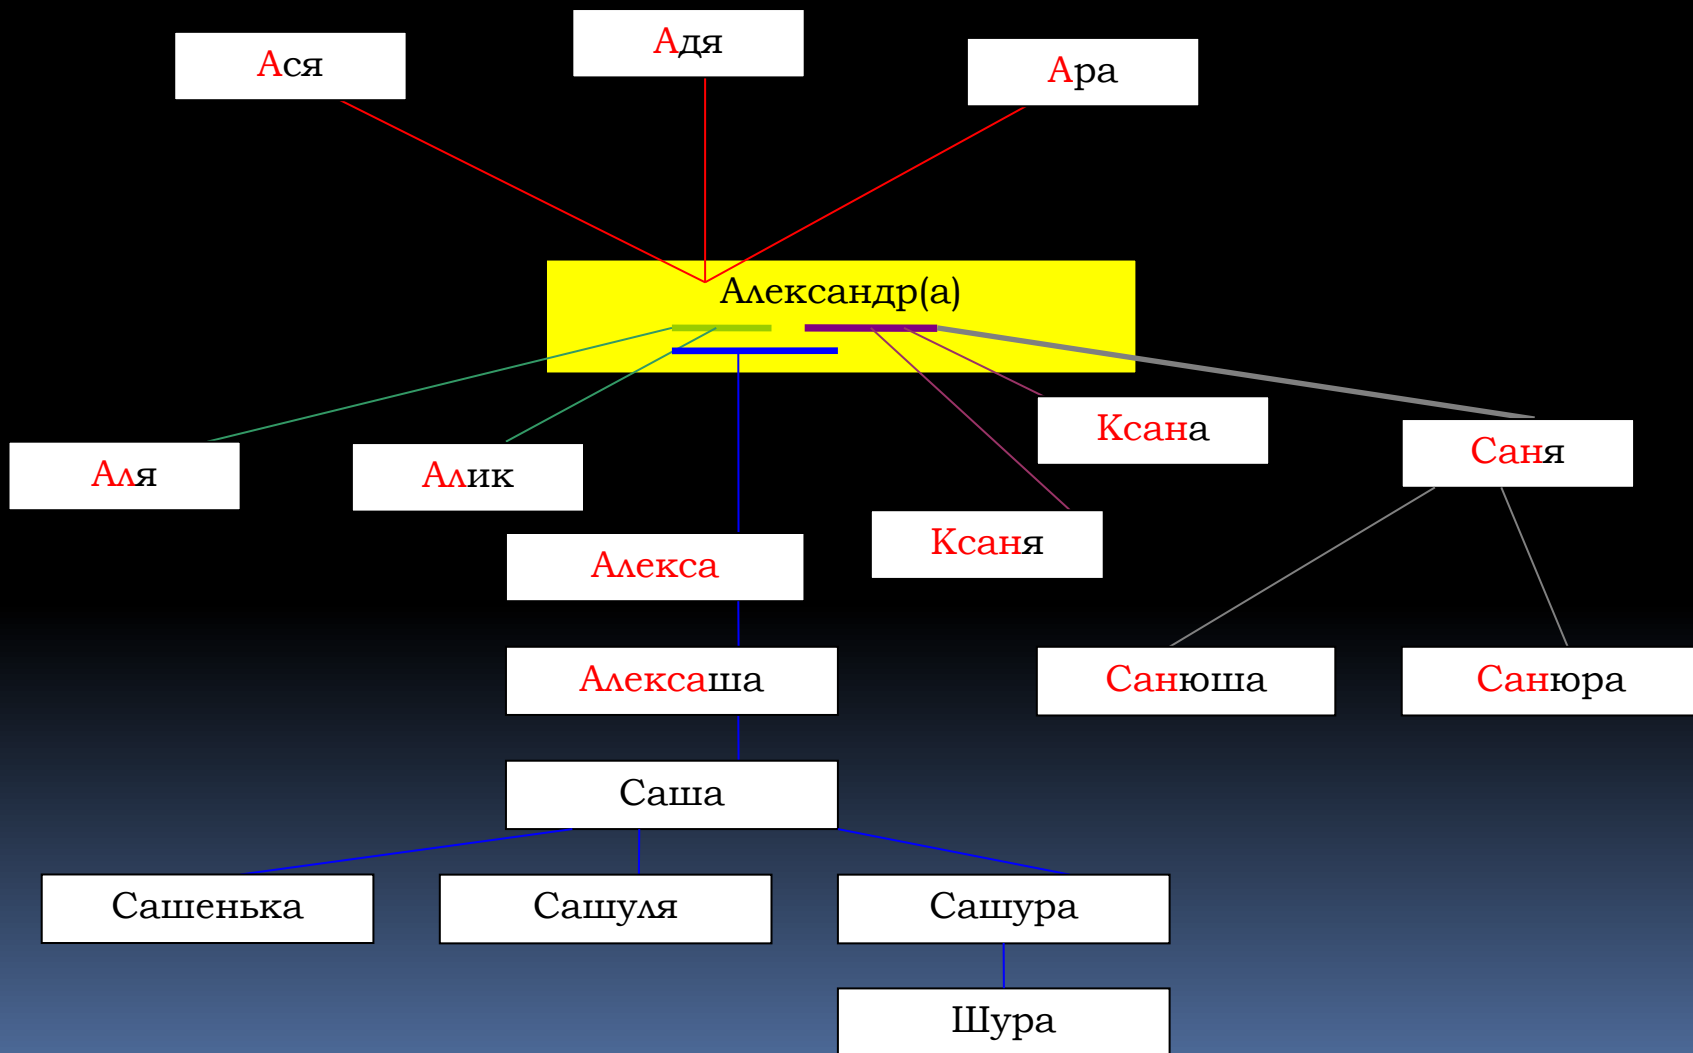 Ася
Адя
Ара
Александр(а)
Аля
Алик
Ксана
Саня
Алекса
Ксаня
Алексаша
Санюша
Санюра
Саша
Сашенька
Сашуля
Сашура
Шура